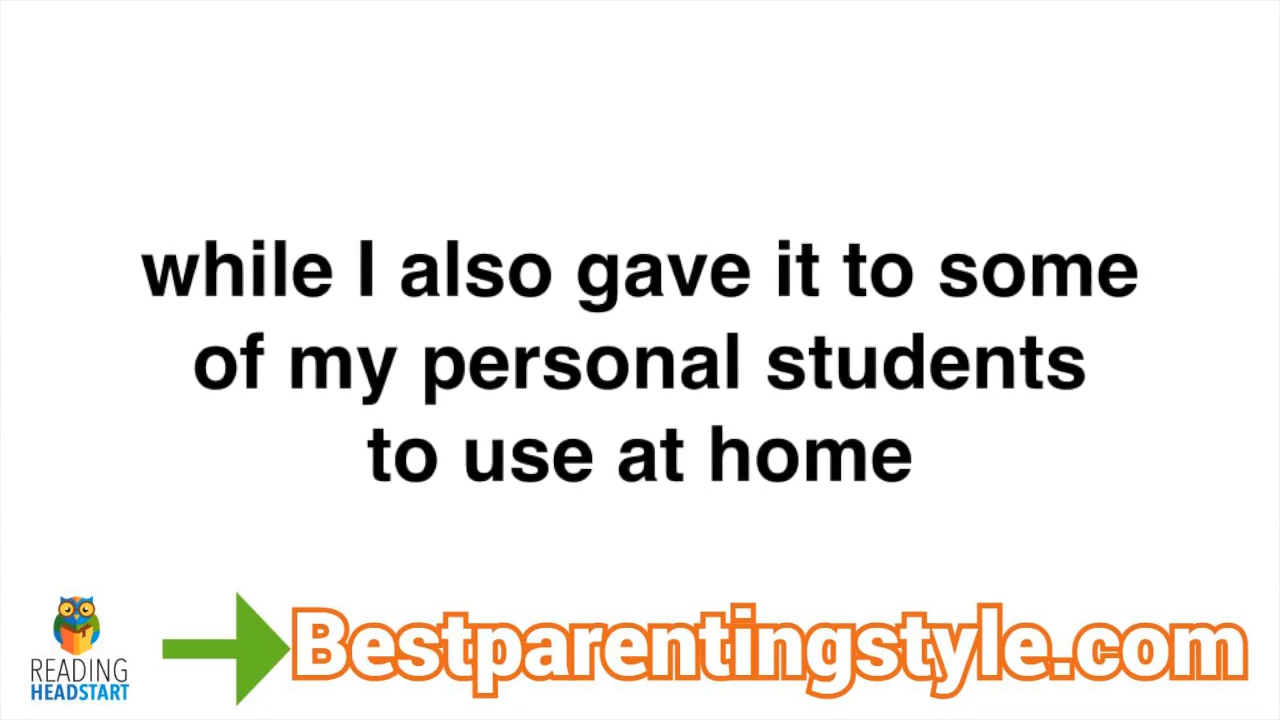 while I also gave it to some
of my personal students
to use at home
READING
HEADSTART
Bestparentingstyle.com